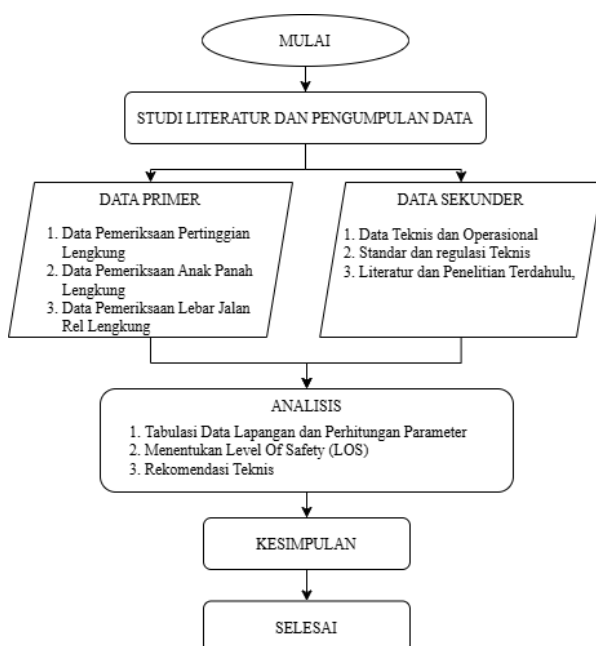 MULAI
STUDI LITERATUR DAN PENGUMPULAN DATA
DATA PRIMER
1. Data Pemeriksaan Pertinggian
Lengkung
2. Data Pemeriksaan Anak Panah
Lengkung
3. Data Pemeriksaan Lebar Jalan
Rel Lengkung
DATA SEKUNDER
1. Data Teknis dan Operasional
2. Standar dan regulasi Teknis
3. Literatur dan Penelitian Terdahulu,
ANALISIS
1. Tabulasi Data Lapangan dan Perhitungan Parameter
2. Menentukan Level Of Safety (LOS)
3. Rekomendasi Teknis
KESIMPULAN
SELESAI